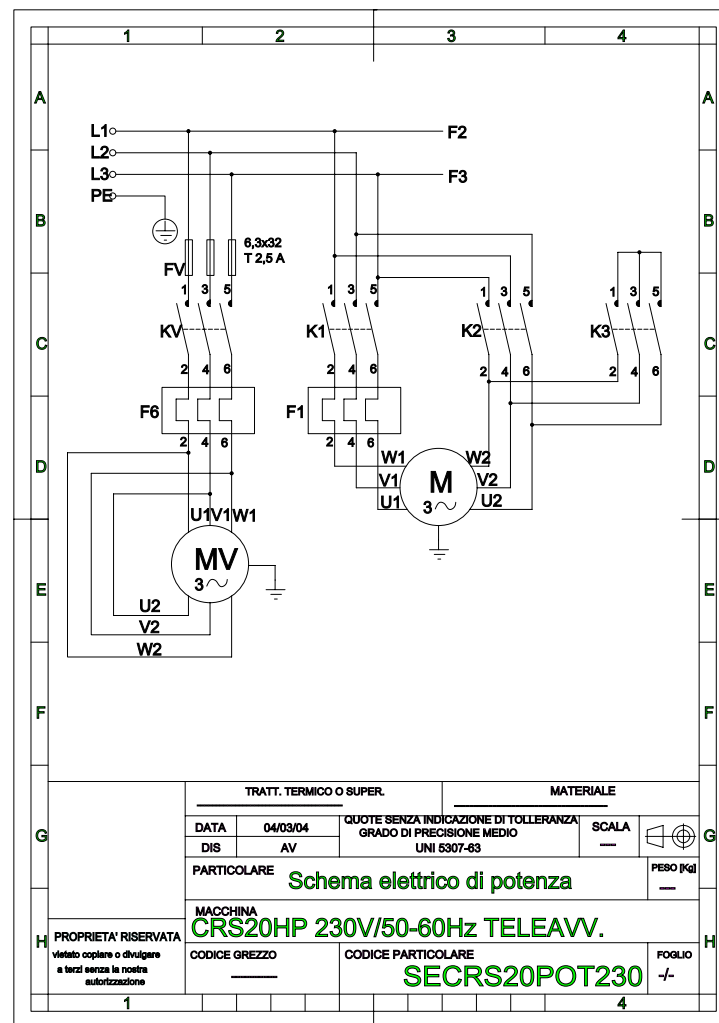 1 2 3 4
A A
L1 F2
L2
L3 F3
PE
B B
6,3x32
FV T 2,5 A
1 3 5 1 3 5 1 3 5 1 3 5
KV K1 K2 K3
C C
2 4 6 2 4 6 2 4 6 2 4 6
F6 F1
2 4 6 2 4 6
D D
W1 W2
V1 M V2
U1 3 U2
U1 V1 W1
MV
3
E E
U2
V2
W2
F F
TRATT. TERMICO O SUPER. MATERIALE
DATA 04/03/04 QUOTE SENZA INDICAZIONE DI TOLLERANZA SCALA
G GRADO DI PRECISIONE MEDIO ---- G
DIS AV UNI 5307-63
PARTICOLARE Schema elettrico di potenza PESO [Kg]
----
MACCHINA
H PROPRIETA' RISERVATA CRS20HP 230V/50-60Hz TELEAVV. H
vietato copiare o divulgare CODICE GREZZO CODICE PARTICOLARE FOGLIO
a terzi senza la nostra SECRS20POT230 -/-
autorizzazione
1 4